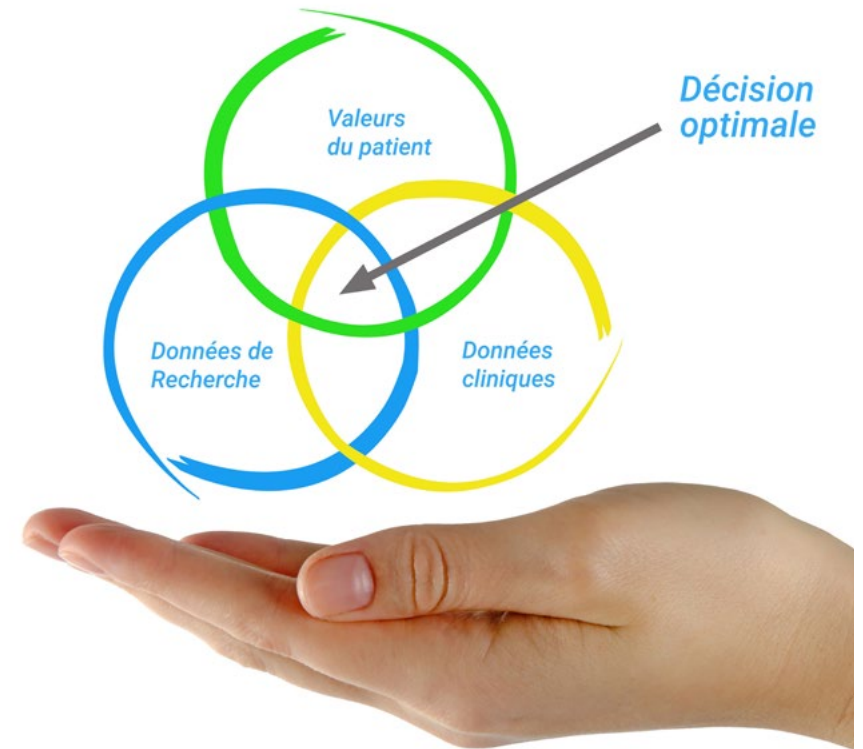 Décision
optimale
Valeurs
du patient
Données de
Recherche
Données
cliniques